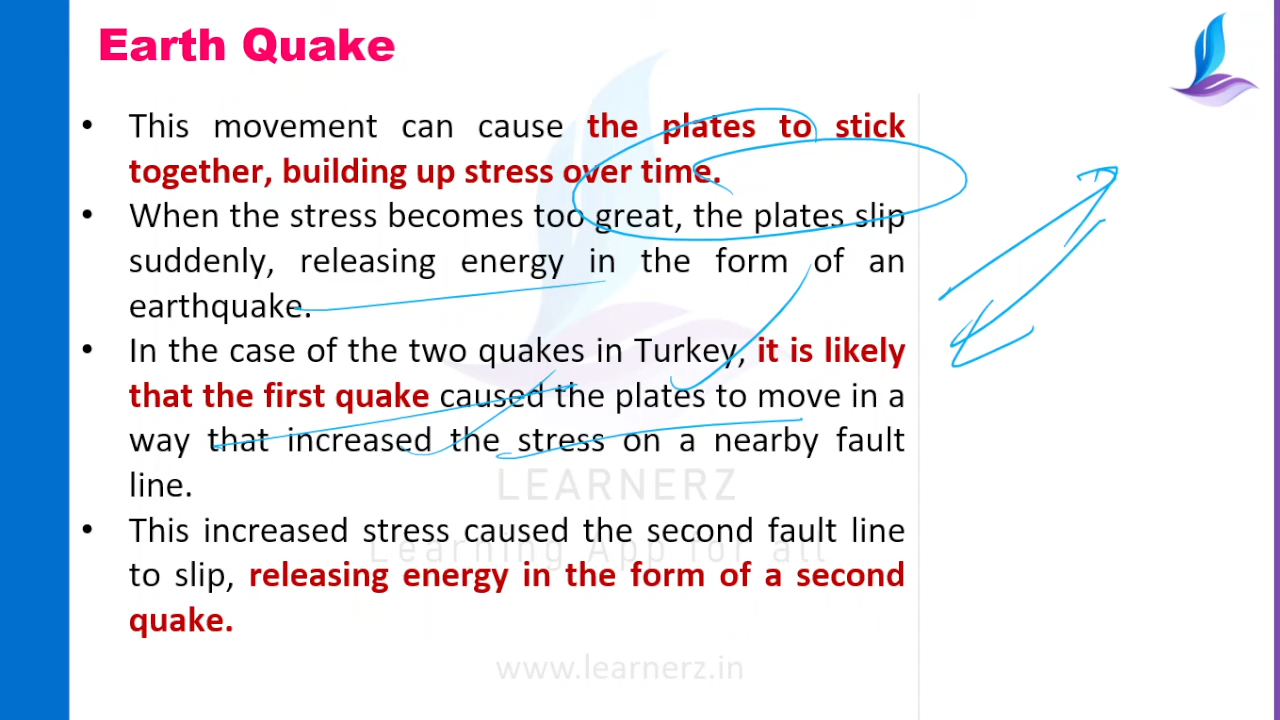 Earth Quake
• This movement can cause the plates to stick
together, building up stress over time.
• When the stress becomes too great, the plates slip
suddenly, releasing energy in the form of an
earthquake.
• In the case of the two quakes in Turkey, it is likely
that the first quake caused the plates to move in a
way that increased the stress on a nearby fault
line.
LEARNERZ
• This increased stress caused the second fault line
Learning App for all
to slip, releasing energy in the form of a second
quake.
www.learnerz.in